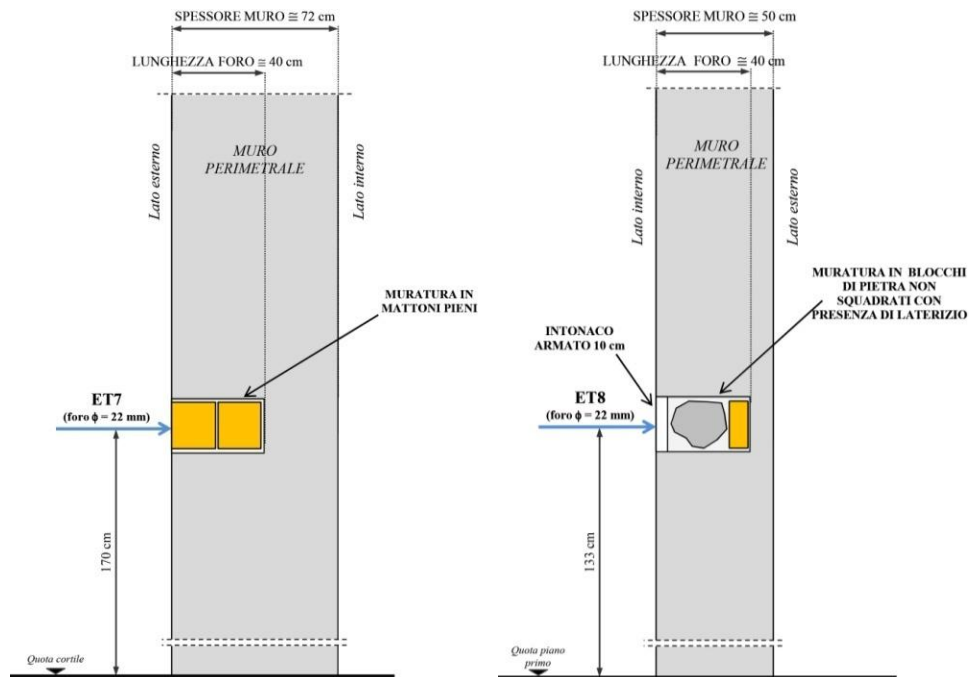 SPESSORE MURO ≅ 72 cm
LUNGHEZZA FORO ≅ 40 cm
MURO
PERIMETRALE
Lato esterno
Lato interno
MURATURA IN
MATTONI PIENI
ET7
(foro ϕ = 22 mm)
170 cm
Quota cortile
SPESSORE MURO ≅ 50 cm
LUNGHEZZA FORO ≅ 40 cm
MURO
PERIMETRALE
Lato interno
Lato esterno
MURATURA IN BLOCCHI
DI PIETRA NON
SQUADRATI CON
PRESENZA DI LATERIZIO
INTONACO
ARMATO 10 cm
ET8
(foro ϕ = 22 mm)
133 cm
Quota piano
primo